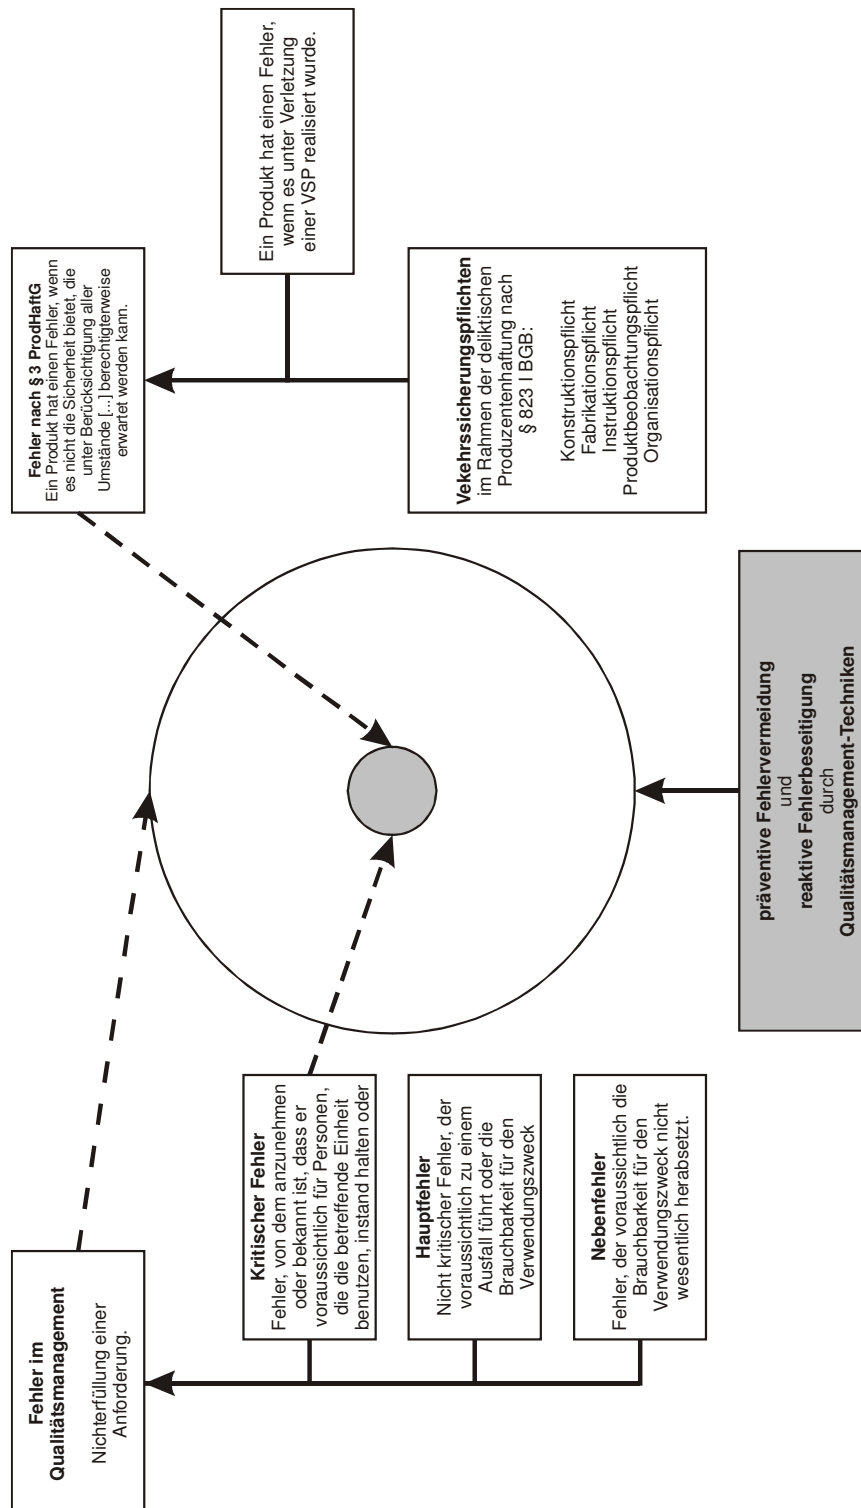 Fehler im
Qualitätsmanagement
Nichterfüllung einer
Anforderung.
Kritischer Fehler
Fehler, von dem anzunehmen
oder bekannt ist, dass er
voraussichtlich für Personen,
die die betreffende Einheit
benutzen, instand halten oder
Hauptfehler
Nicht kritischer Fehler, der
voraussichtlich zu einem
Ausfall führt oder die
Brauchbarkeit für den
Verwendungszweck
Nebenfehler
Fehler, der voraussichtlich die
Brauchbarkeit für den
Verwendungszweck nicht
wesentlich herabsetzt.
Fehler nach § 3 ProdHaftG
Ein Produkt hat einen Fehler, wenn
es nicht die Sicherheit bietet, die
unter Berücksichtigung aller
Umstände [...] berechtigterweise
erwartet werden kann.
Ein Produkt hat einen Fehler,
wenn es unter Verletzung
einer VSP realisiert wurde.
Vekehrssicherungspflichten
im Rahmen der deliktischen
Produzentenhaftung nach
§ 823 I BGB:
Konstruktionspflicht
Fabrikationspflicht
Instruktionspflicht
Produktbeobachtungspflicht
Organisationspflicht
präventive Fehlervermeidung
und
reaktive Fehlerbeseitigung
durch
Qualitätsmanagement-Techniken